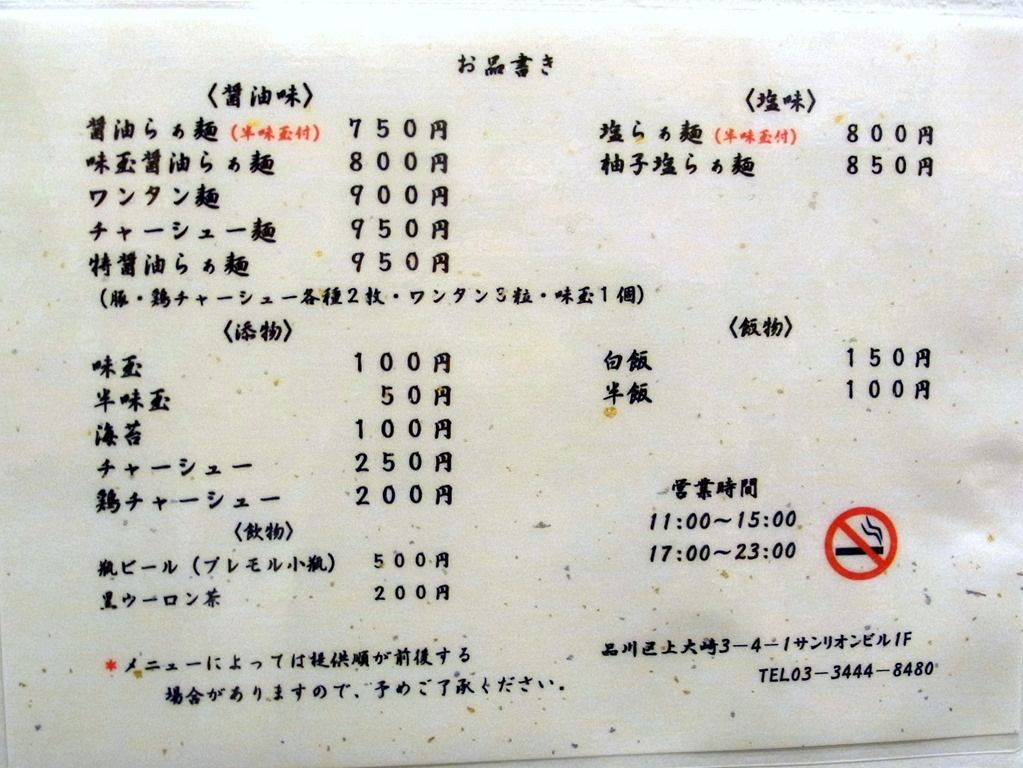 お品書き
〈醤油味〉
醤油らぁ麺（半味玉付） 750円
味玉醤油らぁ麺 800円
ワンタン麺 900円
チャーシュー麺 950円
特醤油らぁ麺 950円
（豚・鶏チャーシュー各種2枚・ワンタン3粒・味玉1個）
〈塩味〉
塩らぁ麺（半味玉付） 800円
柚子塩らぁ麺 850円
〈添物〉
味玉 100円
半味玉 50円
海苔 100円
チャーシュー 250円
鶏チャーシュー 200円
〈飯物〉
白飯 150円
半飯 100円
〈飲物〉
瓶ビール（プレモル小瓶） 500円
黒ウーロン茶 200円
営業時間
11:00～15:00
17:00～23:00
＊メニューによっては提供順が前後する
場合がありますので、予めご了承ください。
品川区上大崎3－4－1サンリオンビル1F
TEL03－3444－8480